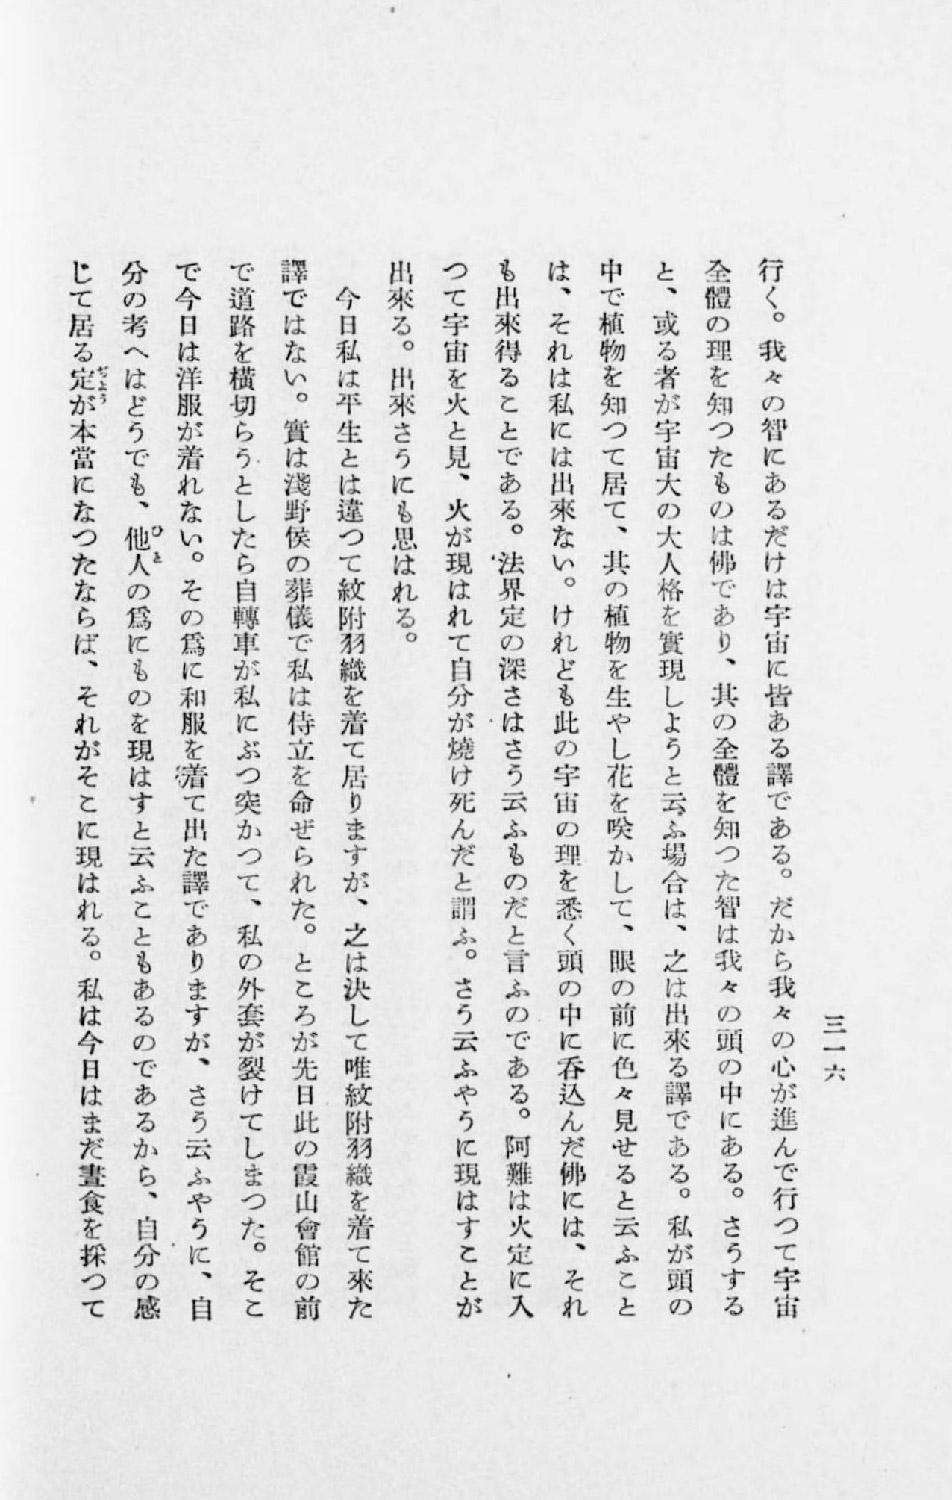 三一六
行く。我々の智にあるだけは宇宙に皆ある譯である。だから我々の心が進んで行つて宇宙
全體の理を知つたものは佛であり、其の全體を知つた智は我々の頭の中にある。さうする
と、或る者が宇宙大の大人格を實現しようと云ふ場合は、之は出來る譯である。私が頭の
中で植物を知つて居て、其の植物を生やし花を咲かして、眼の前に色々見せると云ふこと
は、それは私には出來ない。けれども此の宇宙の理を悉く頭の中に呑込んだ佛には、それ
も出來得ることである。法界定の深さはさう云ふものだと言ふのである。阿難は火定に入
つて宇宙を火と見、火が現はれて自分が燒け死んだと謂ふ。さう云ふやうに現はすことが
出來る。出來さうにも思はれる。
今日私は平生とは違つて紋附羽織を着て居りますが、之は決して唯紋附羽織を着て來た
譯ではない。實は淺野侯の葬儀で私は侍立を命ぜられた。ところが先日此の霞山會館の前
で道路を横切らうとしたら自轉車が私にぶつ突かつて、私の外套が裂けてしまつた。そこ
で今日は洋服が着れない。その爲に和服を着て出た譯でありますが、さう云ふやうに、自
分の考へはどうでも、他人の爲にものを現はすと云ふこともあるのであるから、自分の感
じて居る定が本當になつたならば、それがそこに現はれる。私は今日はまだ晝食を採つて